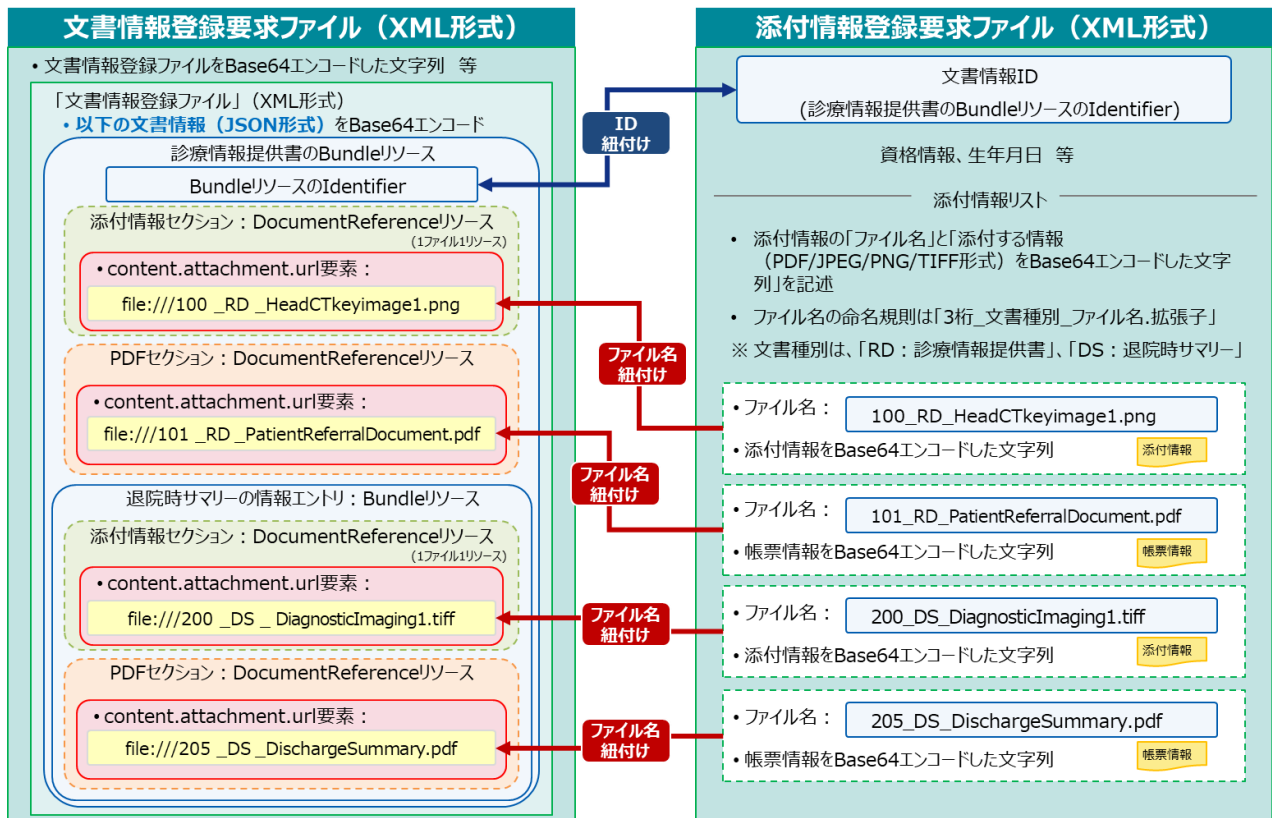 文書情報登録要求ファイル（XML形式）
・文書情報登録ファイルをBase64エンコードした文字列 等
「文書情報登録ファイル」（XML形式）
・以下の文書情報（JSON形式）をBase64エンコード
診療情報提供書のBundleリソース
BundleリソースのIdentifier
添付情報セクション：DocumentReferenceリソース
(1ファイル1リソース)
・content.attachment.url要素：
file:///100 _RD _HeadCTkeyimage1.png
PDFセクション：DocumentReferenceリソース
・content.attachment.url要素：
file:///101 _RD _PatientReferralDocument.pdf
退院時サマリーの情報エントリ：Bundleリソース
添付情報セクション：DocumentReferenceリソース
(1ファイル1リソース)
・content.attachment.url要素：
file:///200 _DS _ DiagnosticImaging1.tiff
PDFセクション：DocumentReferenceリソース
・content.attachment.url要素：
file:///205 _DS _DischargeSummary.pdf
ID
紐付け
ファイル名
紐付け
ファイル名
紐付け
ファイル名
紐付け
ファイル名
紐付け
添付情報登録要求ファイル（XML形式）
文書情報ID
(診療情報提供書のBundleリソースのIdentifier)
資格情報、生年月日 等
添付情報リスト
・ 添付情報の「ファイル名」と「添付する情報
（PDF/JPEG/PNG/TIFF形式）をBase64エンコードした文字
列」を記述
・ ファイル名の命名規則は「3桁_文書種別_ファイル名.拡張子」
※ 文書種別は、「RD：診療情報提供書」、「DS：退院時サマリー」
・ファイル名： 100_RD_HeadCTkeyimage1.png
・添付情報をBase64エンコードした文字列 添付情報
・ファイル名： 101_RD_PatientReferralDocument.pdf
・帳票情報をBase64エンコードした文字列 帳票情報
・ファイル名： 200_DS_DiagnosticImaging1.tiff
・添付情報をBase64エンコードした文字列 添付情報
・ファイル名： 205_DS_DischargeSummary.pdf
・帳票情報をBase64エンコードした文字列 帳票情報